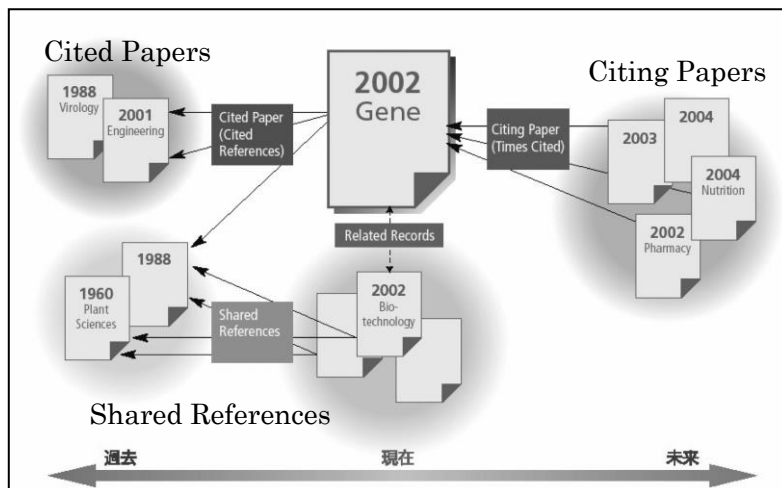 Cited Papers
1988
Virology
2001
Engineering
Cited Paper
(Cited
References)
2002
Gene
Citing Paper
(Times Cited)
Citing Papers
2003
2004
2004
Nutrition
2002
Pharmacy
Related Records
1988
1960
Plant
Sciences
Shared
References
2002
Bio-
technology
Shared References
過去
現在
未来